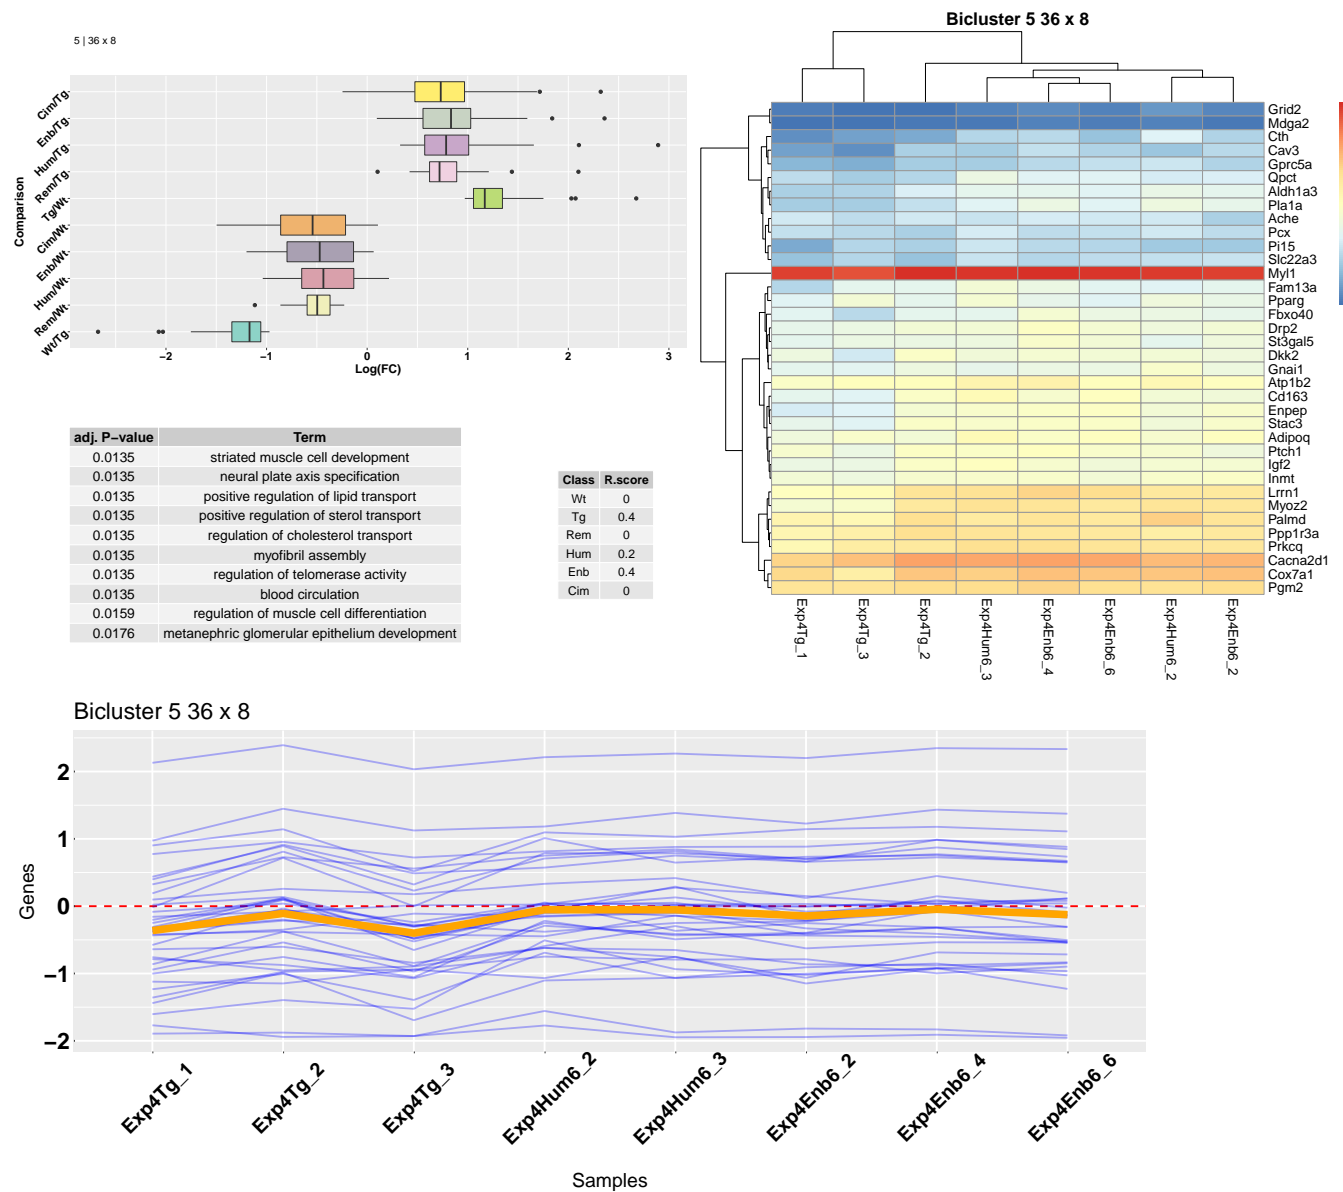 5 | 36 x 8
Comparison
Cim/Tg
Enb/Tg
Hum/Tg
Rem/Tg
Tg/Wt
Cim/Wt
Enb/Wt
Hum/Wt
Rem/Wt
Wt/Tg
−2 −1 0 1 2 3
Log(FC)
Bicluster 5 36 x 8
Grid2
Mdga2
Cth
Cav3
Gprc5a
Qpct
Aldh1a3
Pla1a
Ache
Pcx
Pi15
Slc22a3
Myl1
Fam13a
Pparg
Fbxo40
Drp2
St3gal5
Dkk2
Gnai1
Atp1b2
Cd163
Enpep
Stac3
Adipoq
Ptch1
Igf2
Inmt
Lrrn1
Myoz2
Palmd
Ppp1r3a
Prkcq
Cacna2d1
Cox7a1
Pgm2
Exp4Tg_1
Exp4Tg_3
Exp4Tg_2
Exp4Hum6_3
Exp4Enb6_4
Exp4Enb6_6
Exp4Hum6_2
Exp4Enb6_2
adj. P−value Term
0.0135 striated muscle cell development
0.0135 neural plate axis specification
0.0135 positive regulation of lipid transport
0.0135 positive regulation of sterol transport
0.0135 regulation of cholesterol transport
0.0135 myofibril assembly
0.0135 regulation of telomerase activity
0.0135 blood circulation
0.0159 regulation of muscle cell differentiation
0.0176 metanephric glomerular epithelium development
Class R.score
Wt 0
Tg 0.4
Rem 0
Hum 0.2
Enb 0.4
Cim 0
Bicluster 5 36 x 8
Genes
2
1
0
−1
−2
Exp4Tg_1
Exp4Tg_2
Exp4Tg_3
Exp4Hum6_2
Exp4Hum6_3
Exp4Enb6_2
Exp4Enb6_4
Exp4Enb6_6
Samples